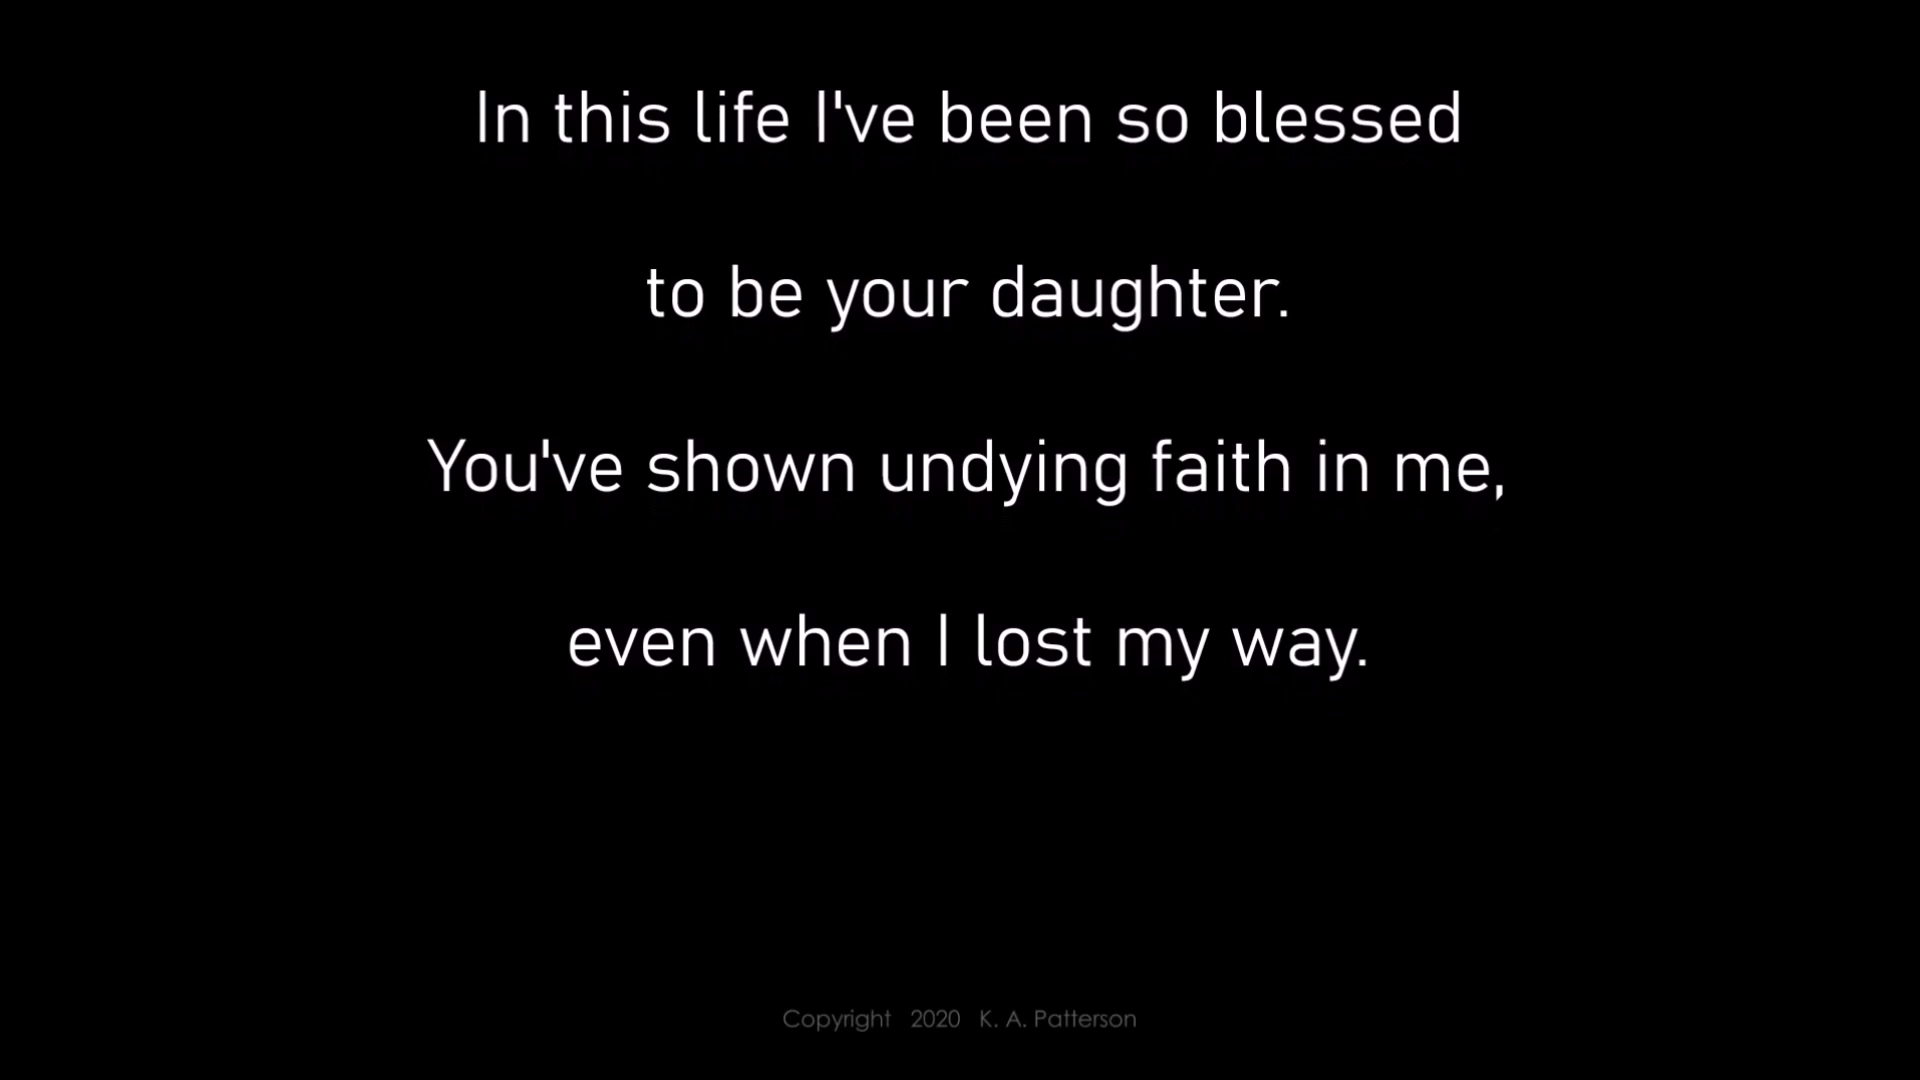 In this life I've been so blessed
to be your daughter.
You've shown undying faith in me,
even when I lost my way.
Copyright 2020 K. A. Patterson